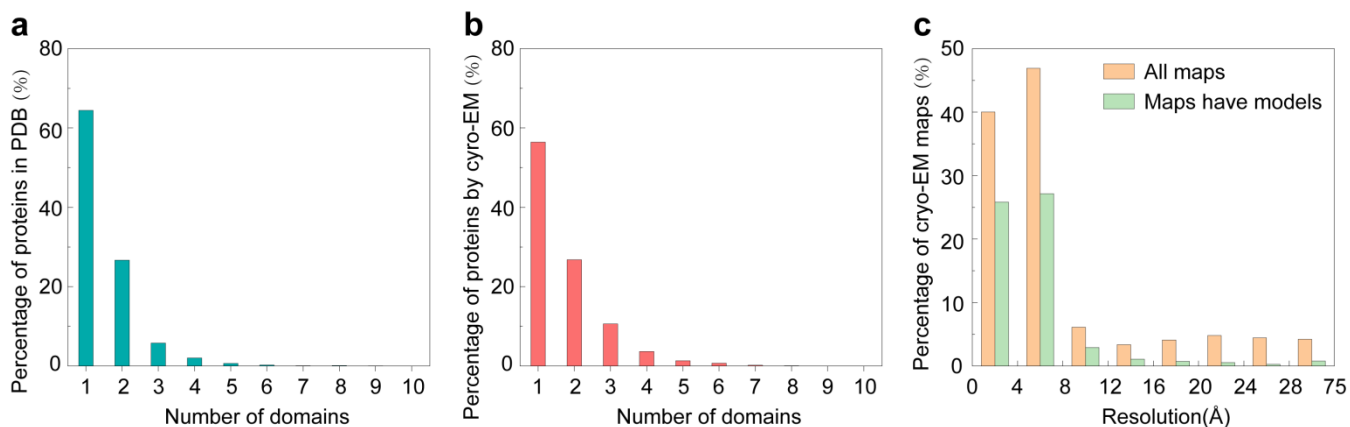 a
Percentage of proteins in PDB (%)
80
60
40
20
0
1 2 3 4 5 6 7 8 9 10
Number of domains
b
Percentage of proteins by cyro-EM (%)
80
60
40
20
0
1 2 3 4 5 6 7 8 9 10
Number of domains
c
Percentage of cryo-EM maps (%)
50
40
30
20
10
0
All maps
Maps have models
0 4 8 12 16 20 24 28 75
Resolution(Å)